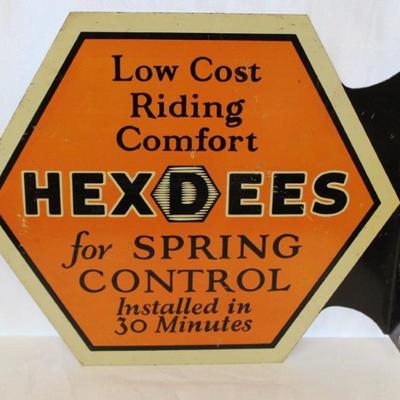 Low Cost
Riding
Comfort
HEXDEES
for SPRING
CONTROL
Installed in
30 Minutes